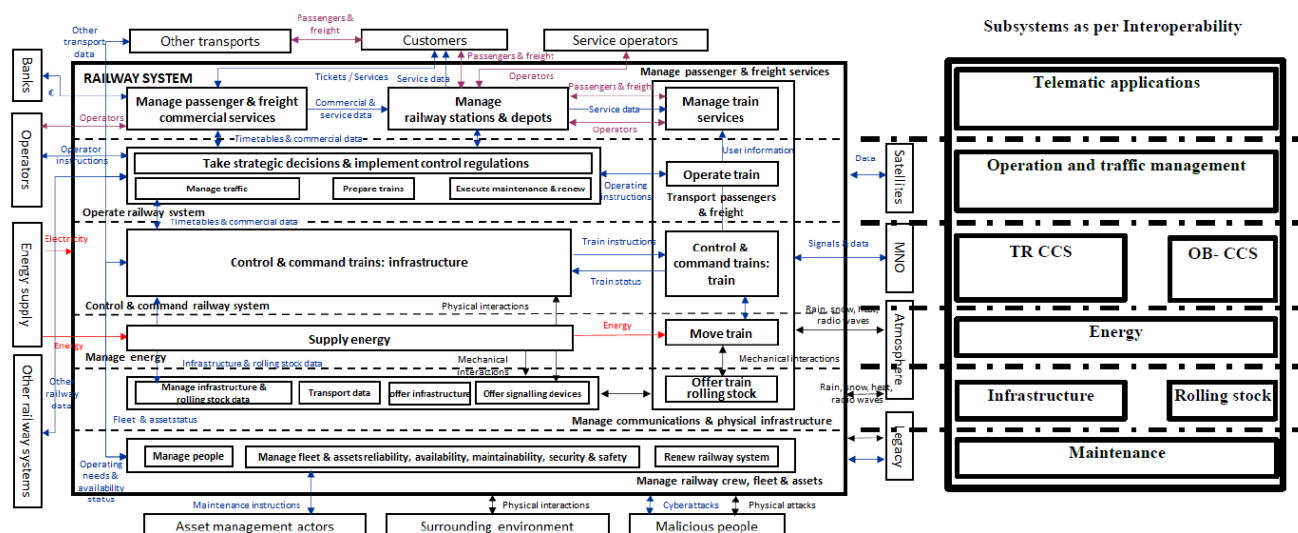 Subsystems as per Interoperability
Other
transport
data
Passengers &
freight
Other transports
Customers
Service operators
Passengers & freight
Banks
€
RAILWAY SYSTEM
Tickets / Services
Service data
Operators
Manage passenger & freight services
Passengers & freight
Manage passenger & freight
commercial services
Commercial &
service data
Manage
railway stations & depots
Service data
Manage train
services
Operators
Operators
Operators
Timetables & commercial data
User information
Operator
instructions
Take strategic decisions & implement control regulations
Manage traffic
Prepare trains
Execute maintenance & renew
Operating
instructions
Operate train
Transport passengers
& freight
Data
Satellites
Operate railway system
Timetables & commercial data
Electricity
Energy
supply
Control & command trains: infrastructure
Train instructions
Train status
Control &
command trains:
train
Signals & data
MNO
Control & command railway system
Physical interactions
Rain, snow, heat,
radio waves
Atmosphere
Supply energy
Energy
Move train
Energy
Manage energy
Infrastructure & rolling stock data
Mechanical
interactions
Mechanical interactions
Other railway systems
Other
railway
data
Manage infrastructure &
rolling stock data
Transport data
offer infrastructure
Offer signalling devices
Offer train
rolling stock
Rain, snow, heat,
radio waves
Fleet & assetstatus
Manage communications & physical infrastructure
Legacy
Manage people
Manage fleet & assets reliability, availability, maintainability, security & safety
Renew railway system
Operating
needs &
availability
status
Manage railway crew, fleet & assets
Maintenance instructions
Physical interactions
Cyberattacks
Physical attacks
Asset management actors
Surrounding environment
Malicious people
Telematic applications
Operation and traffic management
TR CCS
OB- CCS
Energy
Infrastructure
Rolling stock
Maintenance